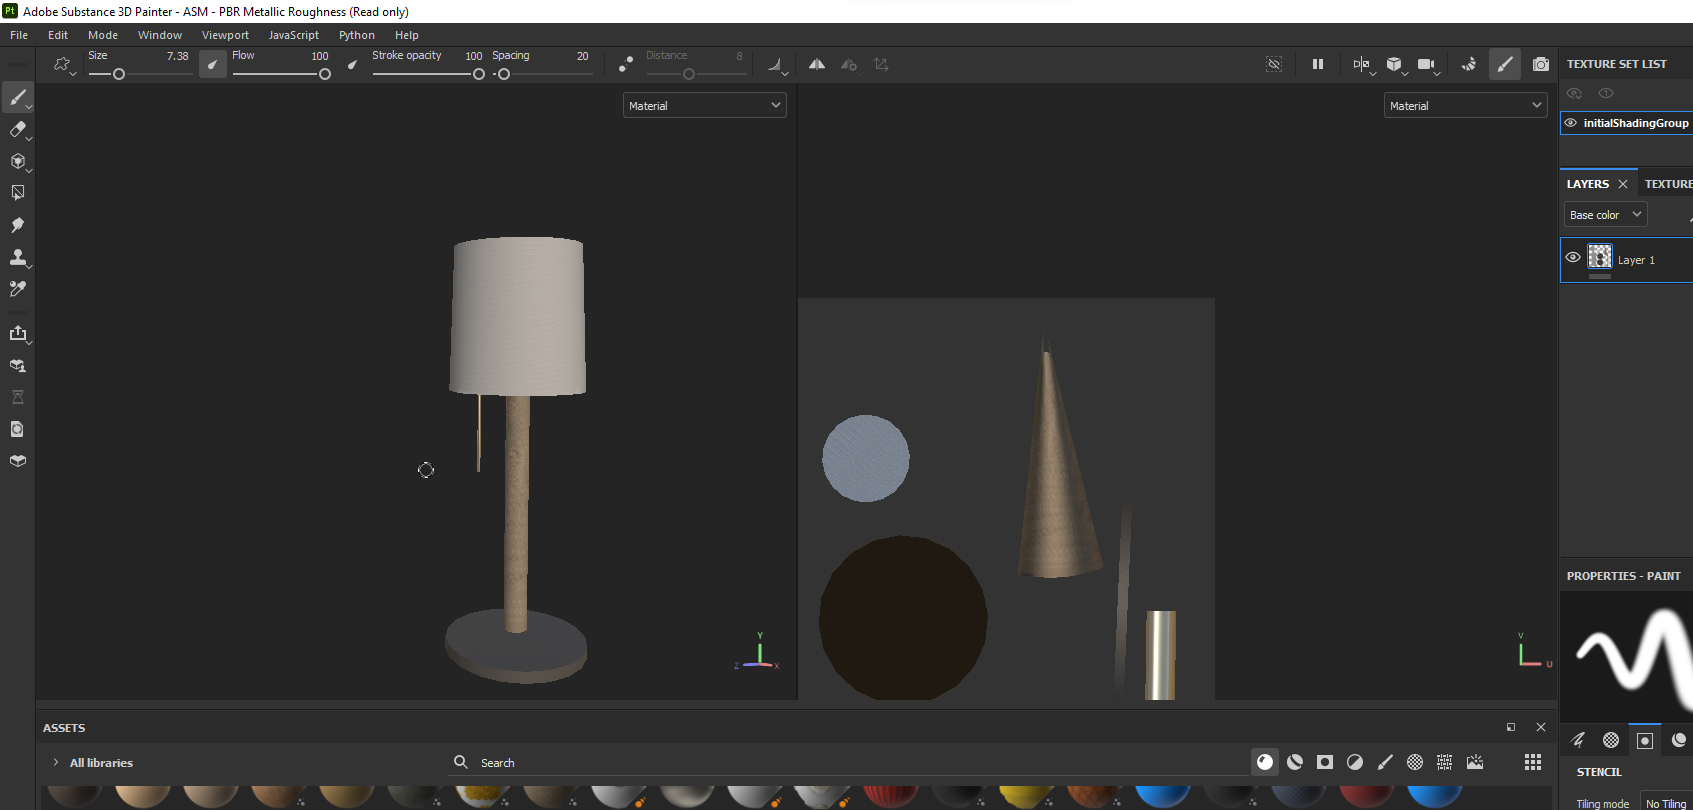 Pt Adobe Substance 3D Painter - ASM - PBR Metallic Roughness (Read only)
File Edit Mode Window Viewport JavaScript Python Help
Size 7.38 Flow 100 Stroke opacity 100 Spacing 20 Distance 8
Material
Material
Y
Z
X
V
U
TEXTURE SET LIST
initialShadingGroup
LAYERS TEXTURE
Base color
Layer 1
PROPERTIES - PAINT
STENCIL
Tiling mode No Tiling
ASSETS
All libraries
Search